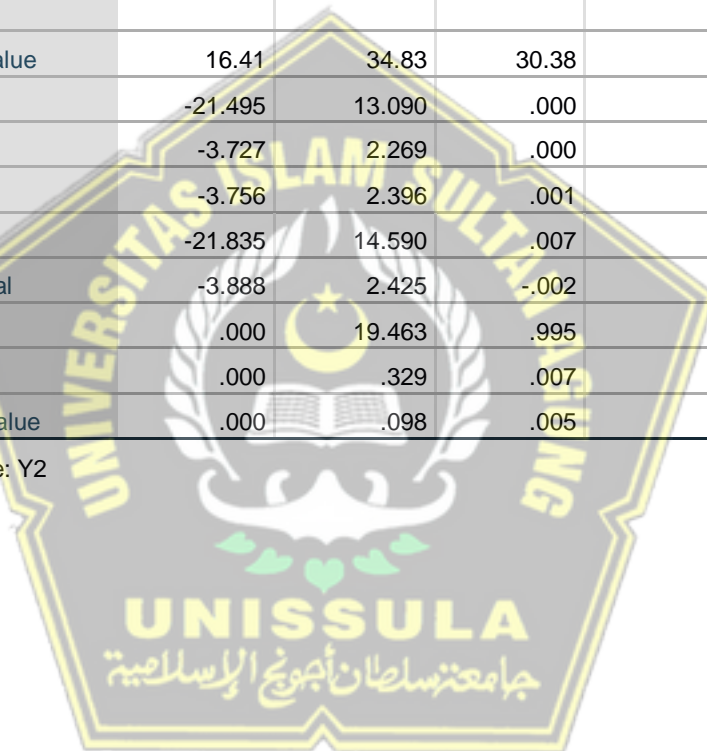 alue 16.41 34.83 30.38
-21.495 13.090 .000
-3.727 2.269 .000
-3.756 2.396 .001
-21.835 14.590 .007
al -3.888 2.425 -.002
.000 19.463 .995
.000 .329 .007
alue .000 .098 .005
e: Y2
UNIVERSITAS ISLAM SULTAN AGUNG
UNISSULA
جامعتنسلطان أجونج الإسلامية